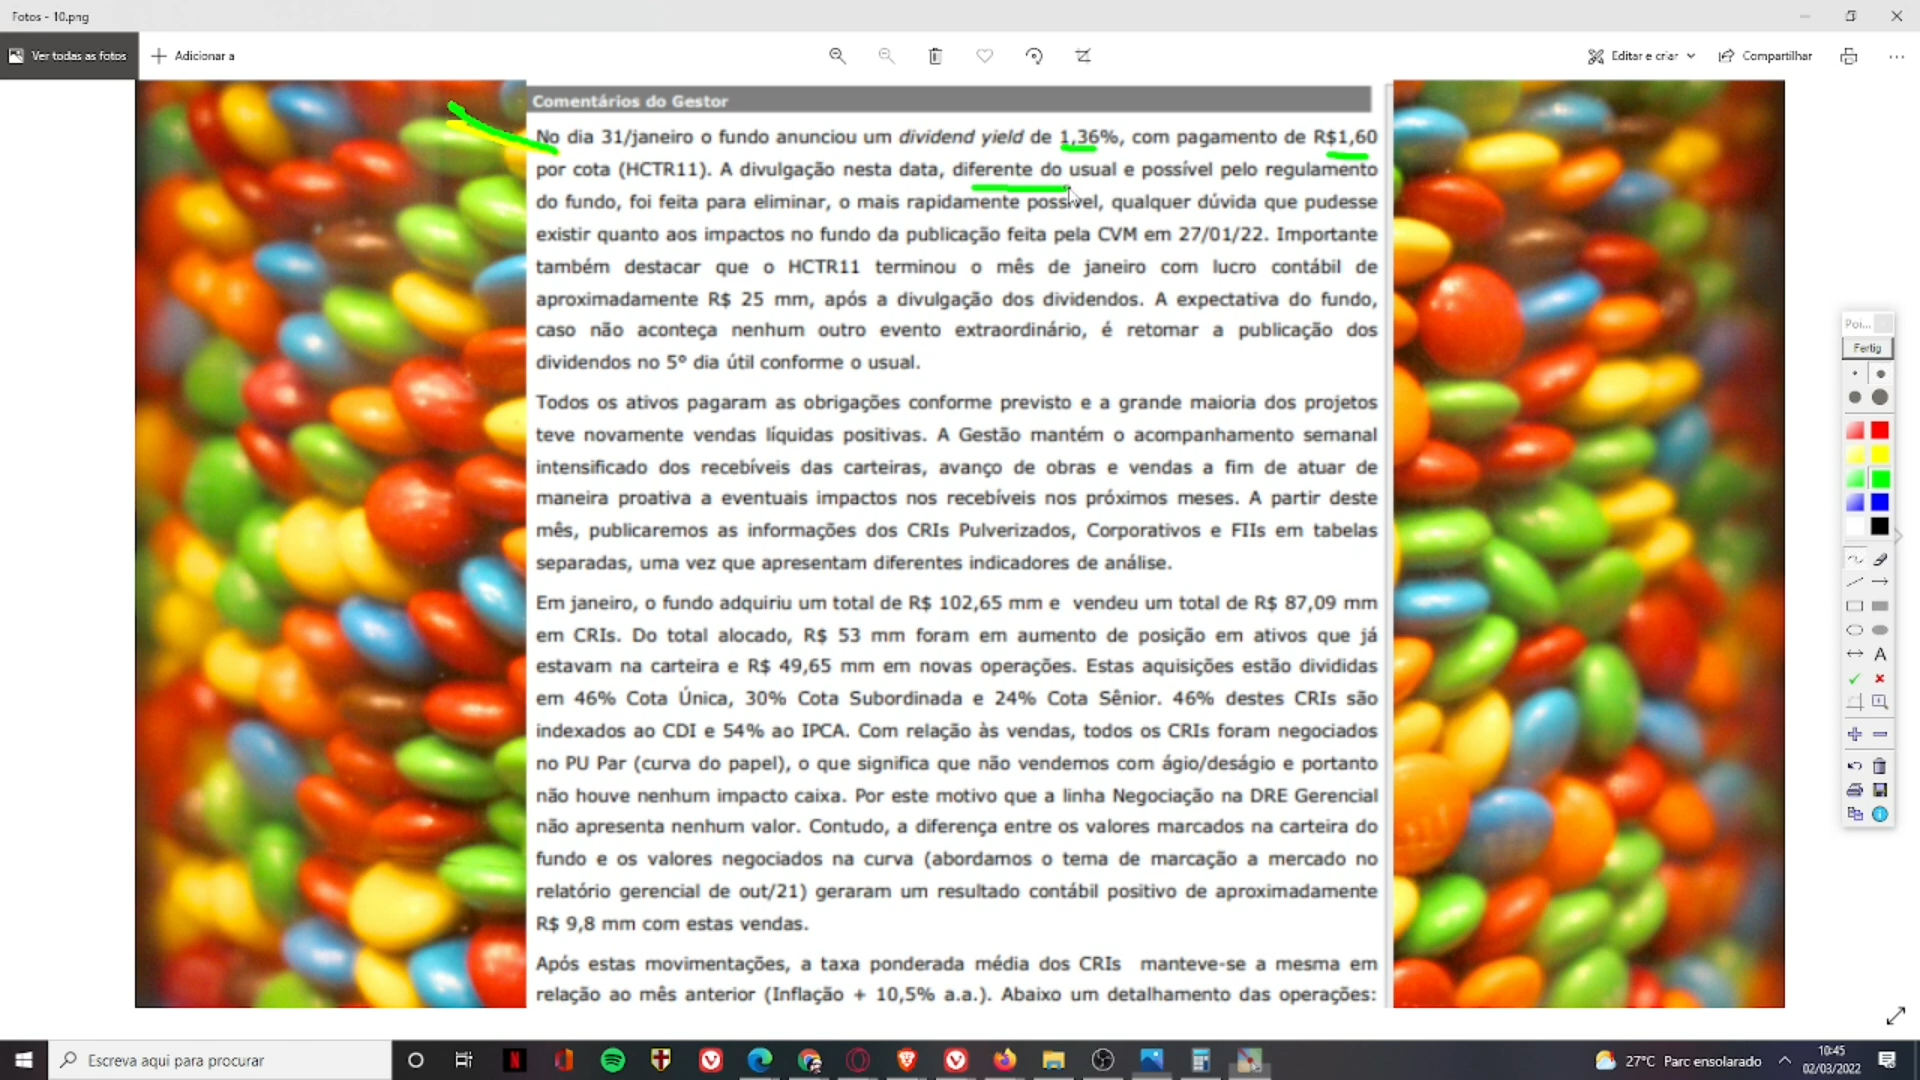 Fotos - 10.png
Ver todas as fotos
Adicionar a
Editar e criar
Compartilhar
Comentários do Gestor
No dia 31/janeiro o fundo anunciou um dividend yield de 1,36%, com pagamento de R$1,60
por cota (HCTR11). A divulgação nesta data, diferente do usual e possível pelo regulamento
do fundo, foi feita para eliminar, o mais rapidamente possível, qualquer dúvida que pudesse
existir quanto aos impactos no fundo da publicação feita pela CVM em 27/01/22. Importante
também destacar que o HCTR11 terminou o mês de janeiro com lucro contábil de
aproximadamente R$ 25 mm, após a divulgação dos dividendos. A expectativa do fundo,
caso não aconteça nenhum outro evento extraordinário, é retomar a publicação dos
dividendos no 5° dia útil conforme o usual.
Todos os ativos pagaram as obrigações conforme previsto e a grande maioria dos projetos
teve novamente vendas líquidas positivas. A Gestão mantém o acompanhamento semanal
intensificado dos recebíveis das carteiras, avanço de obras e vendas a fim de atuar de
maneira proativa a eventuais impactos nos recebíveis nos próximos meses. A partir deste
mês, publicaremos as informações dos CRIs Pulverizados, Corporativos e FIIs em tabelas
separadas, uma vez que apresentam diferentes indicadores de análise.
Em janeiro, o fundo adquiriu um total de R$ 102,65 mm e vendeu um total de R$ 87,09 mm
em CRIs. Do total alocado, R$ 53 mm foram em aumento de posição em ativos que já
estavam na carteira e R$ 49,65 mm em novas operações. Estas aquisições estão divididas
em 46% Cota Única, 30% Cota Subordinada e 24% Cota Sênior. 46% destes CRIs são
indexados ao CDI e 54% ao IPCA. Com relação às vendas, todos os CRIs foram negociados
no PU Par (curva do papel), o que significa que não vendemos com ágio/deságio e portanto
não houve nenhum impacto caixa. Por este motivo que a linha Negociação na DRE Gerencial
não apresenta nenhum valor. Contudo, a diferença entre os valores marcados na carteira do
fundo e os valores negociados na curva (abordamos o tema de marcação a mercado no
relatório gerencial de out/21) geraram um resultado contábil positivo de aproximadamente
R$ 9,8 mm com estas vendas.
Após estas movimentações, a taxa ponderada média dos CRIs manteve-se a mesma em
relação ao mês anterior (Inflação + 10,5% a.a.). Abaixo um detalhamento das operações:
Poi...
Fertig
A
Escreva aqui para procurar
27°C Parc ensolarado
10:45
02/03/2022